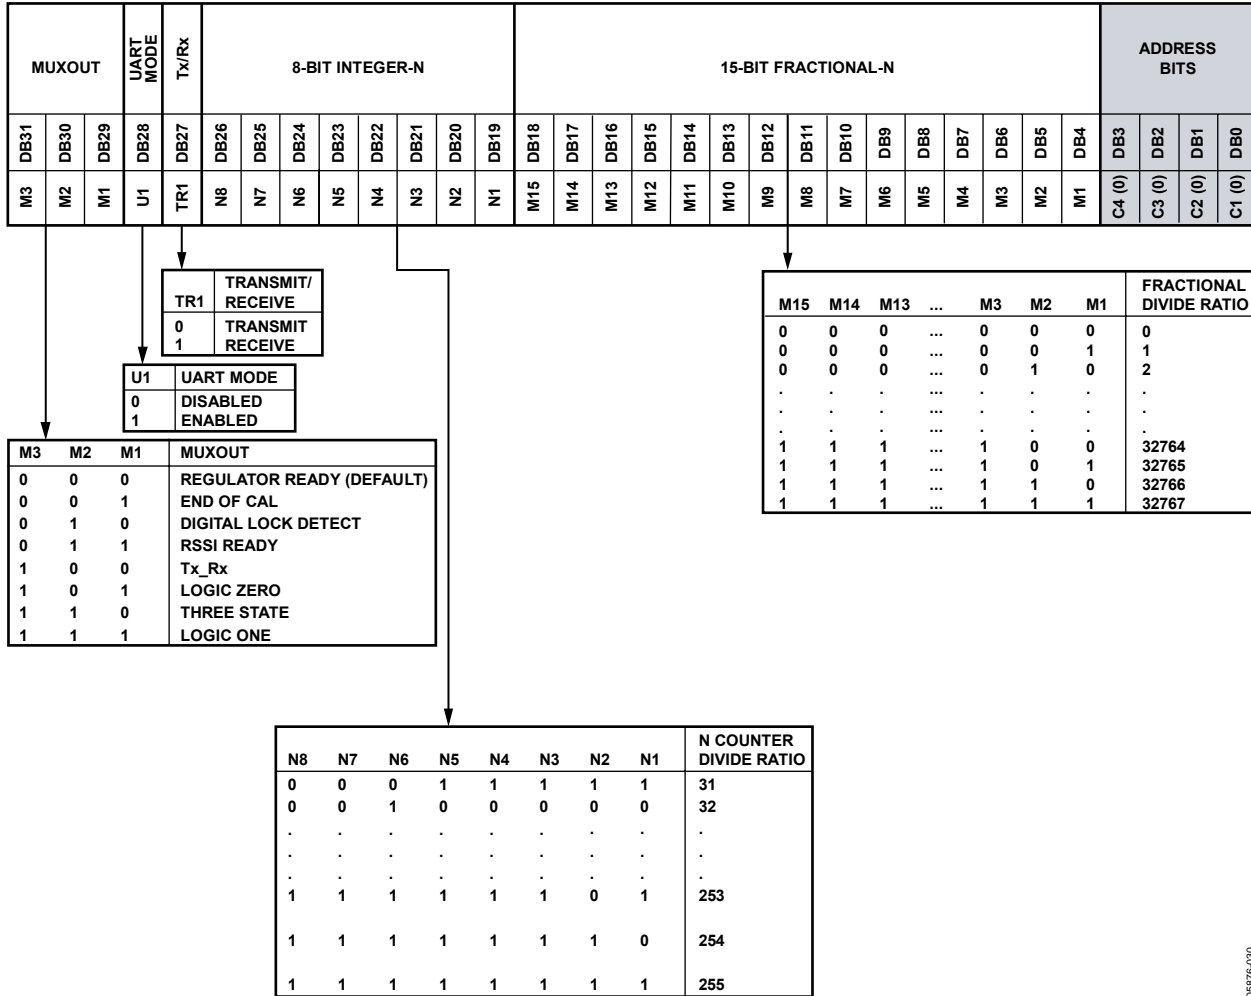 MUXOUT UART MODE Tx/Rx 8-BIT INTEGER-N 15-BIT FRACTIONAL-N ADDRESS BITS
DB31 DB30 DB29 DB28 DB27 DB26 DB25 DB24 DB23 DB22 DB21 DB20 DB19 DB18 DB17 DB16 DB15 DB14 DB13 DB12 DB11 DB10 DB9 DB8 DB7 DB6 DB5 DB4 DB3 DB2 DB1 DB0
M3 M2 M1 U1 TR1 N8 N7 N6 N5 N4 N3 N2 N1 M15 M14 M13 M12 M11 M10 M9 M8 M7 M6 M5 M4 M3 M2 M1 C4 (0) C3 (0) C2 (0) C1 (0)
TR1 TRANSMIT/ RECEIVE
0 TRANSMIT
1 RECEIVE
U1 UART MODE
0 DISABLED
1 ENABLED
M3 M2 M1 MUXOUT
0 0 0 REGULATOR READY (DEFAULT)
0 0 1 END OF CAL
0 1 0 DIGITAL LOCK DETECT
0 1 1 RSSI READY
1 0 0 Tx_Rx
1 0 1 LOGIC ZERO
1 1 0 THREE STATE
1 1 1 LOGIC ONE
M15 M14 M13 ... M3 M2 M1 FRACTIONAL DIVIDE RATIO
0 0 0 ... 0 0 0 0
0 0 0 ... 0 0 1 1
0 0 0 ... 0 1 0 2
. . . ... . . . .
. . . ... . . . .
. . . ... . . . .
1 1 1 ... 1 0 0 32764
1 1 1 ... 1 0 1 32765
1 1 1 ... 1 1 0 32766
1 1 1 ... 1 1 1 32767
N8 N7 N6 N5 N4 N3 N2 N1 N COUNTER DIVIDE RATIO
0 0 0 1 1 1 1 1 31
0 0 1 0 0 0 0 0 32
. . . . . . . . .
. . . . . . . . .
. . . . . . . . .
1 1 1 1 1 1 0 1 253
1 1 1 1 1 1 1 0 254
1 1 1 1 1 1 1 1 255
05876-030